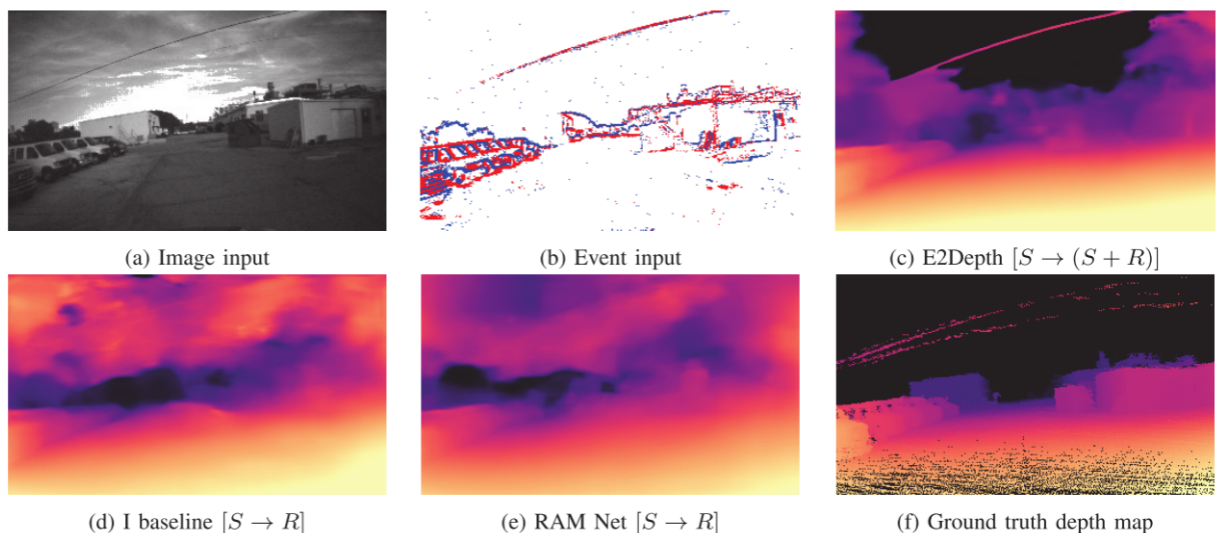 (a) Image input
(b) Event input
(c) E2Depth [S → (S + R)]
(d) I baseline [S → R]
(e) RAM Net [S → R]
(f) Ground truth depth map